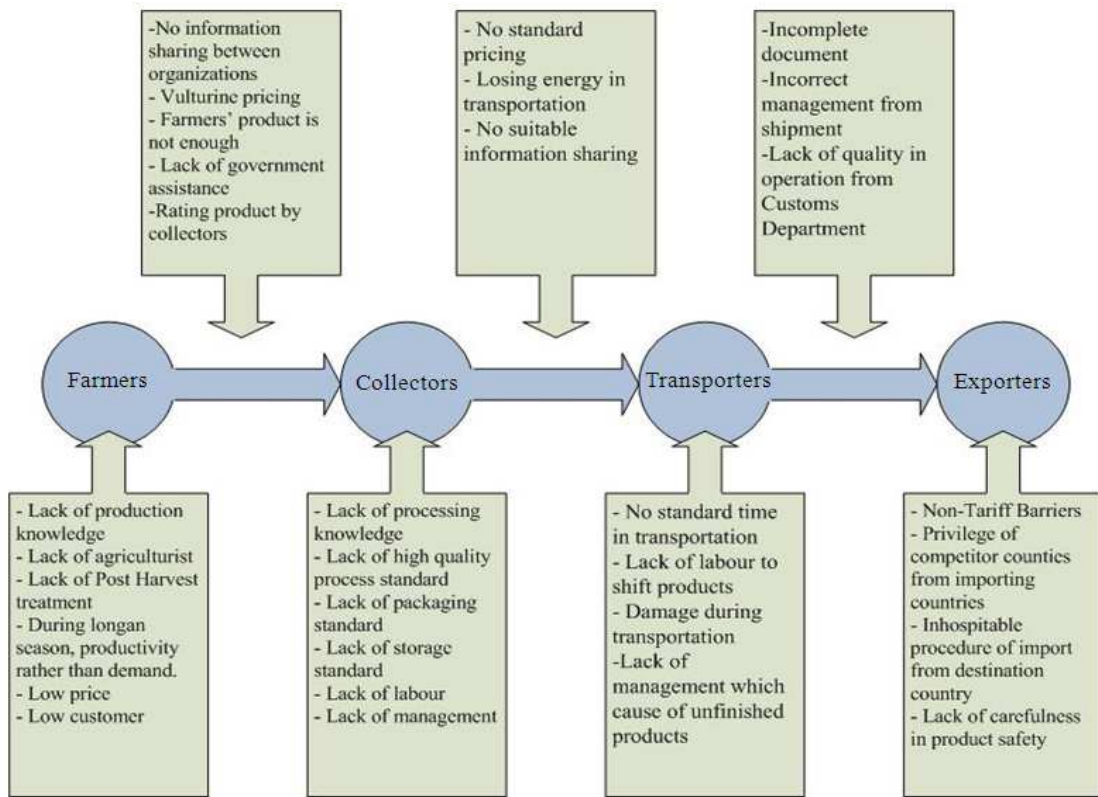 -No information
sharing between
organizations
- Vulturine pricing
- Farmers' product is
not enough
- Lack of government
assistance
-Rating product by
collectors
- No standard
pricing
- Losing energy in
transportation
- No suitable
information sharing
-Incomplete
document
-Incorrect
management from
shipment
-Lack of quality in
operation from
Customs
Department
Farmers
Collectors
Transporters
Exporters
- Lack of production
knowledge
- Lack of agriculturist
- Lack of Post Harvest
treatment
- During longan
season, productivity
rather than demand.
- Low price
- Low customer
- Lack of processing
knowledge
- Lack of high quality
process standard
- Lack of packaging
standard
- Lack of storage
standard
- Lack of labour
- Lack of management
- No standard time
in transportation
- Lack of labour to
shift products
- Damage during
transportation
-Lack of
management which
cause of unfinished
products
- Non-Tariff Barriers
- Privilege of
competitor counties
from importing
countries
- Inhospitable
procedure of import
from destination
country
- Lack of carefulness
in product safety